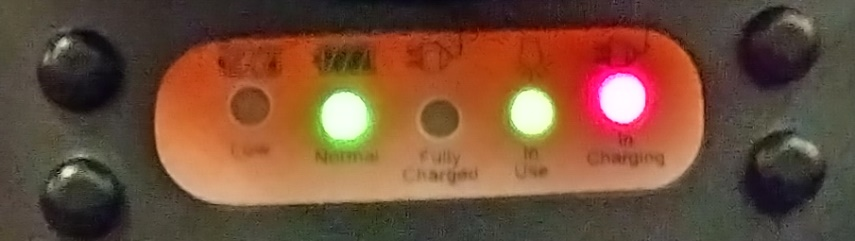 Low
Normal
Fully
Charged
In
Use
In
Charging